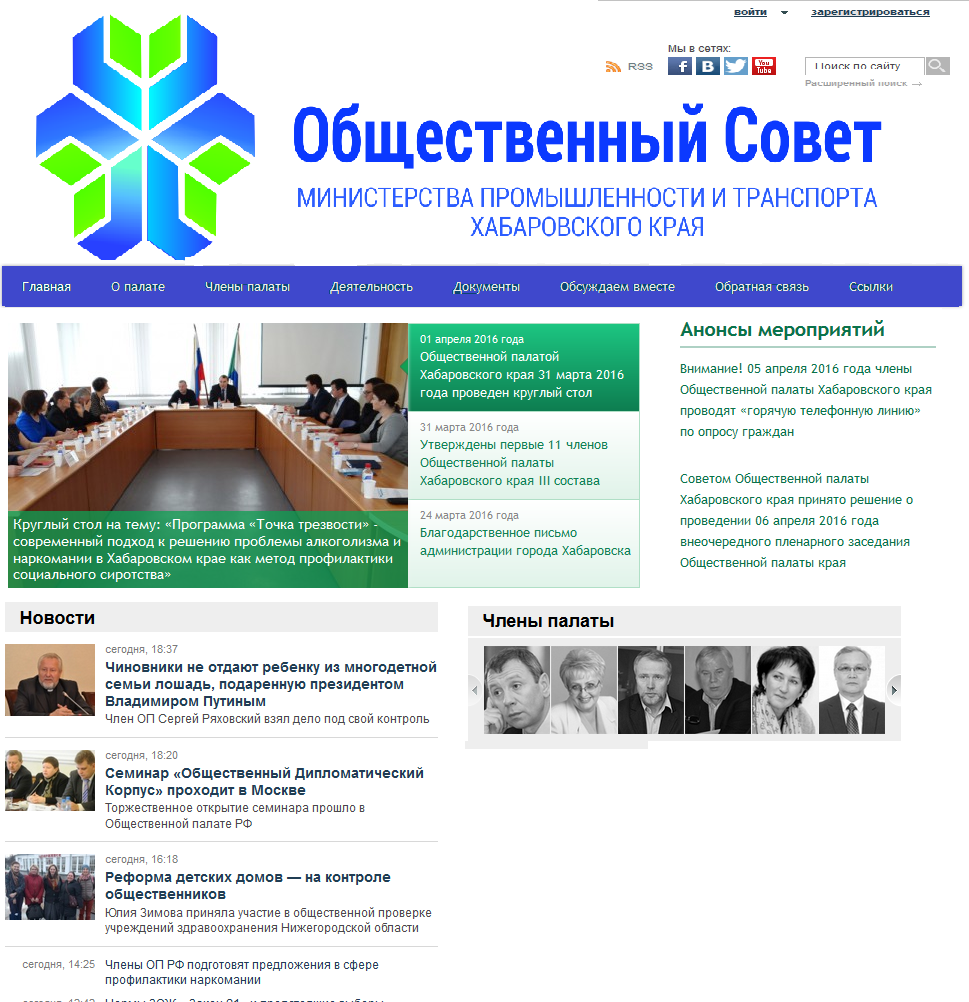 войти
зарегистрироваться
Мы в сетях:
RSS
f
B
You
Tube
Поиск по сайту
Расширенный поиск →
Общественный Совет
МИНИСТЕРСТВА ПРОМЫШЛЕННОСТИ И ТРАНСПОРТА
ХАБАРОВСКОГО КРАЯ
Главная
О палате
Члены палаты
Деятельность
Документы
Обсуждаем вместе
Обратная связь
Ссылки
Круглый стол на тему: «Программа «Точка трезвости» -
современный подход к решению проблемы алкоголизма и
наркомании в Хабаровском крае как метод профилактики
социального сиротства»
01 апреля 2016 года
Общественной палатой
Хабаровского края 31 марта 2016
года проведен круглый стол
31 марта 2016 года
Утверждены первые 11 членов
Общественной палаты
Хабаровского края III состава
24 марта 2016 года
Благодарственное письмо
администрации города Хабаровска
Анонсы мероприятий
Внимание! 05 апреля 2016 года члены
Общественной палаты Хабаровского края
проводят «горячую телефонную линию»
по опросу граждан
Советом Общественной палаты
Хабаровского края принято решение о
проведении 06 апреля 2016 года
внеочередного пленарного заседания
Общественной палаты края
Новости
сегодня, 18:37
Чиновники не отдают ребенку из многодетной
семьи лошадь, подаренную президентом
Владимиром Путиным
Член ОП Сергей Ряховский взял дело под свой контроль
сегодня, 18:20
Семинар «Общественный Дипломатический
Корпус» проходит в Москве
Торжественное открытие семинара прошло в
Общественной палате РФ
сегодня, 16:18
Реформа детских домов — на контроле
общественников
Юлия Зимова приняла участие в общественной проверке
учреждений здравоохранения Нижегородской области
сегодня, 14:25
Члены ОП РФ подготовят предложения в сфере
профилактики наркомании
Члены палаты